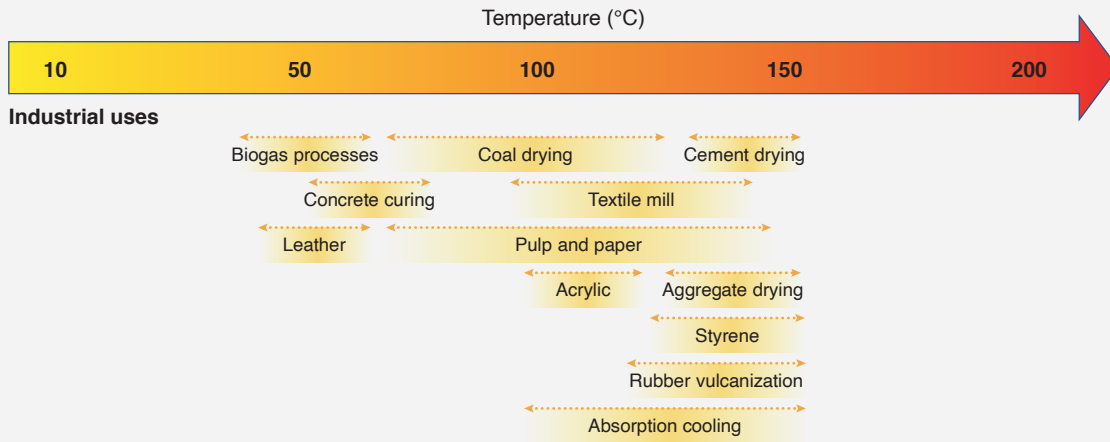 Temperature (°C)
10 50 100 150 200
Industrial uses
Biogas processes Coal drying Cement drying
Concrete curing Textile mill
Leather Pulp and paper
Acrylic Aggregate drying
Styrene
Rubber vulcanization
Absorption cooling